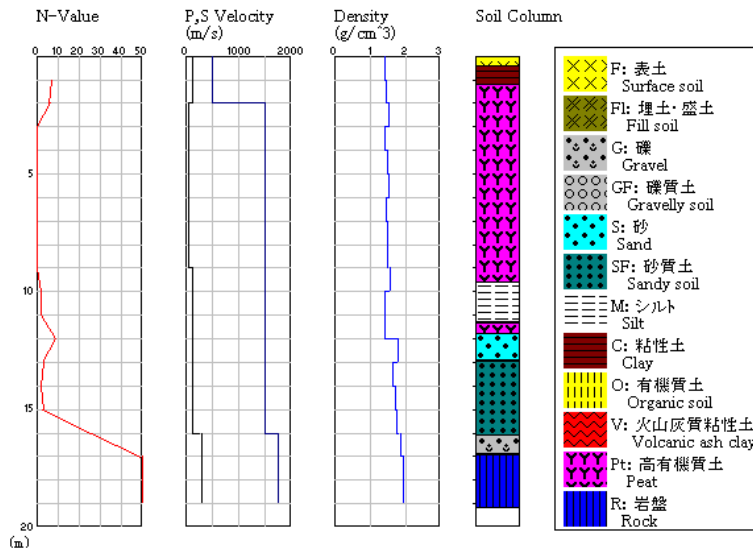 N-Value
P,S Velocity
(m/s)
Density
(g/cm^3)
Soil Column
0 10 20 30 40 50
0 1000 2000
0 1 2 3
5
10
15
20
(m)
F: 表土
Surface soil
Fl: 埋土・盛土
Fill soil
G: 礫
Gravel
GF: 礫質土
Gravelly soil
S: 砂
Sand
SF: 砂質土
Sandy soil
M: シルト
Silt
C: 粘性土
Clay
O: 有機質土
Organic soil
V: 火山灰質粘性土
Volcanic ash clay
Pt: 高有機質土
Peat
R: 岩盤
Rock